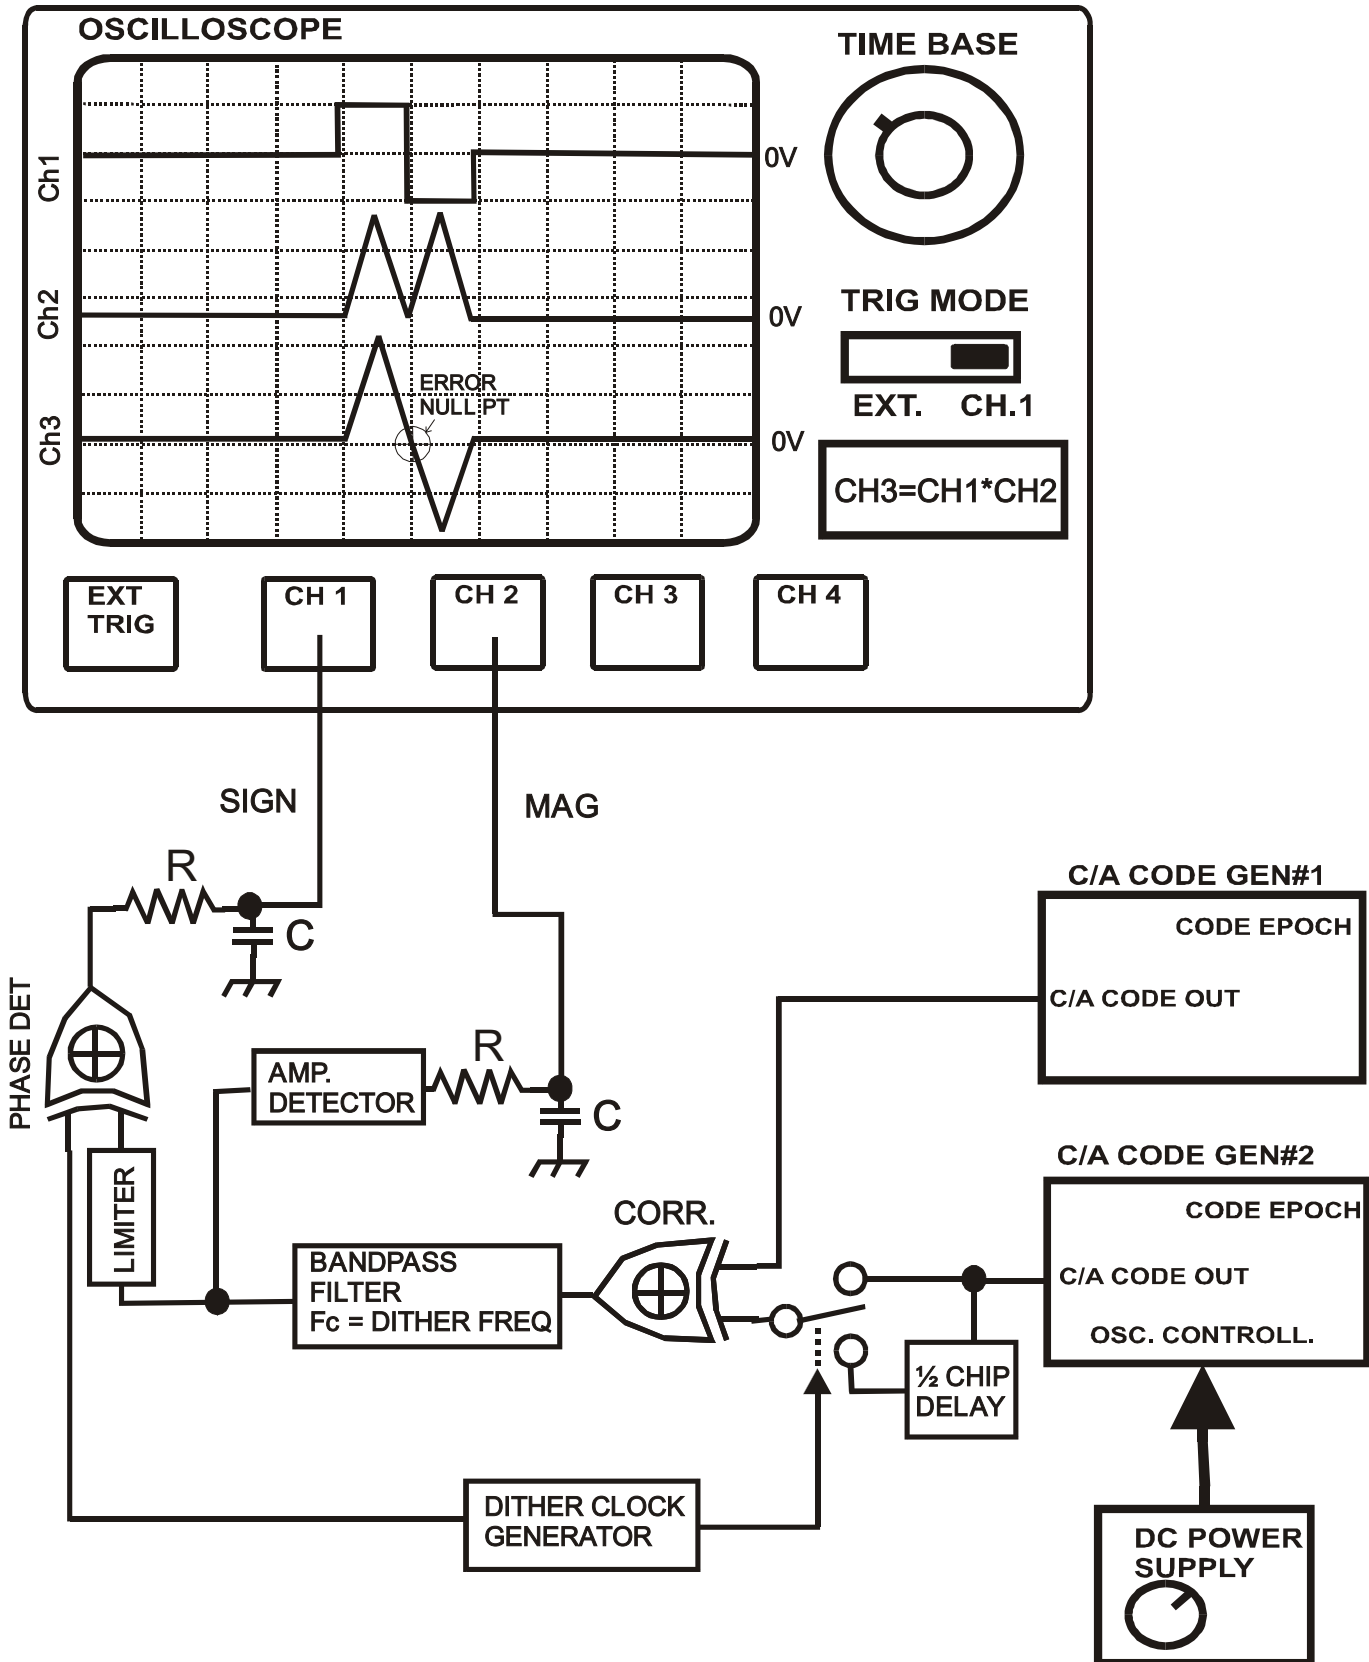 OSCILLOSCOPE
TIME BASE
Ch1
0V
Ch2
0V
TRIG MODE
EXT. CH.1
ERROR
NULL PT
Ch3
0V
CH3=CH1*CH2
EXT
TRIG
CH 1
CH 2
CH 3
CH 4
SIGN
MAG
R
C
C/A CODE GEN#1
CODE EPOCH
C/A CODE OUT
PHASE DET
R
AMP.
DETECTOR
C
LIMITER
CORR.
BANDPASS
FILTER
Fc = DITHER FREQ
C/A CODE GEN#2
CODE EPOCH
C/A CODE OUT
OSC. CONTROLL.
½ CHIP
DELAY
DITHER CLOCK
GENERATOR
DC POWER
SUPPLY